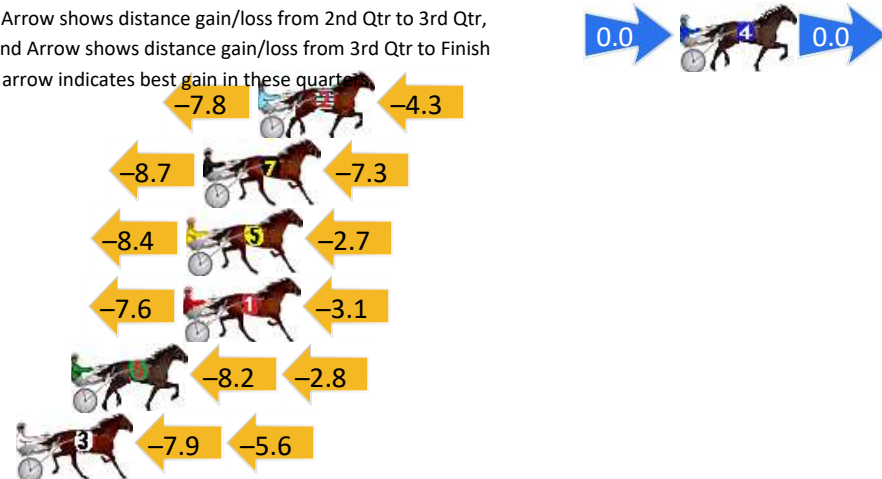 Arrow shows distance gain/loss from 2nd Qtr to 3rd Qtr,
nd Arrow shows distance gain/loss from 3rd Qtr to Finish
arrow indicates best gain in these quarters
0.0 4 0.0
–7.8 2 –4.3
–8.7 7 –7.3
–8.4 5 –2.7
–7.6 1 –3.1
6 –8.2 –2.8
3 –7.9 –5.6